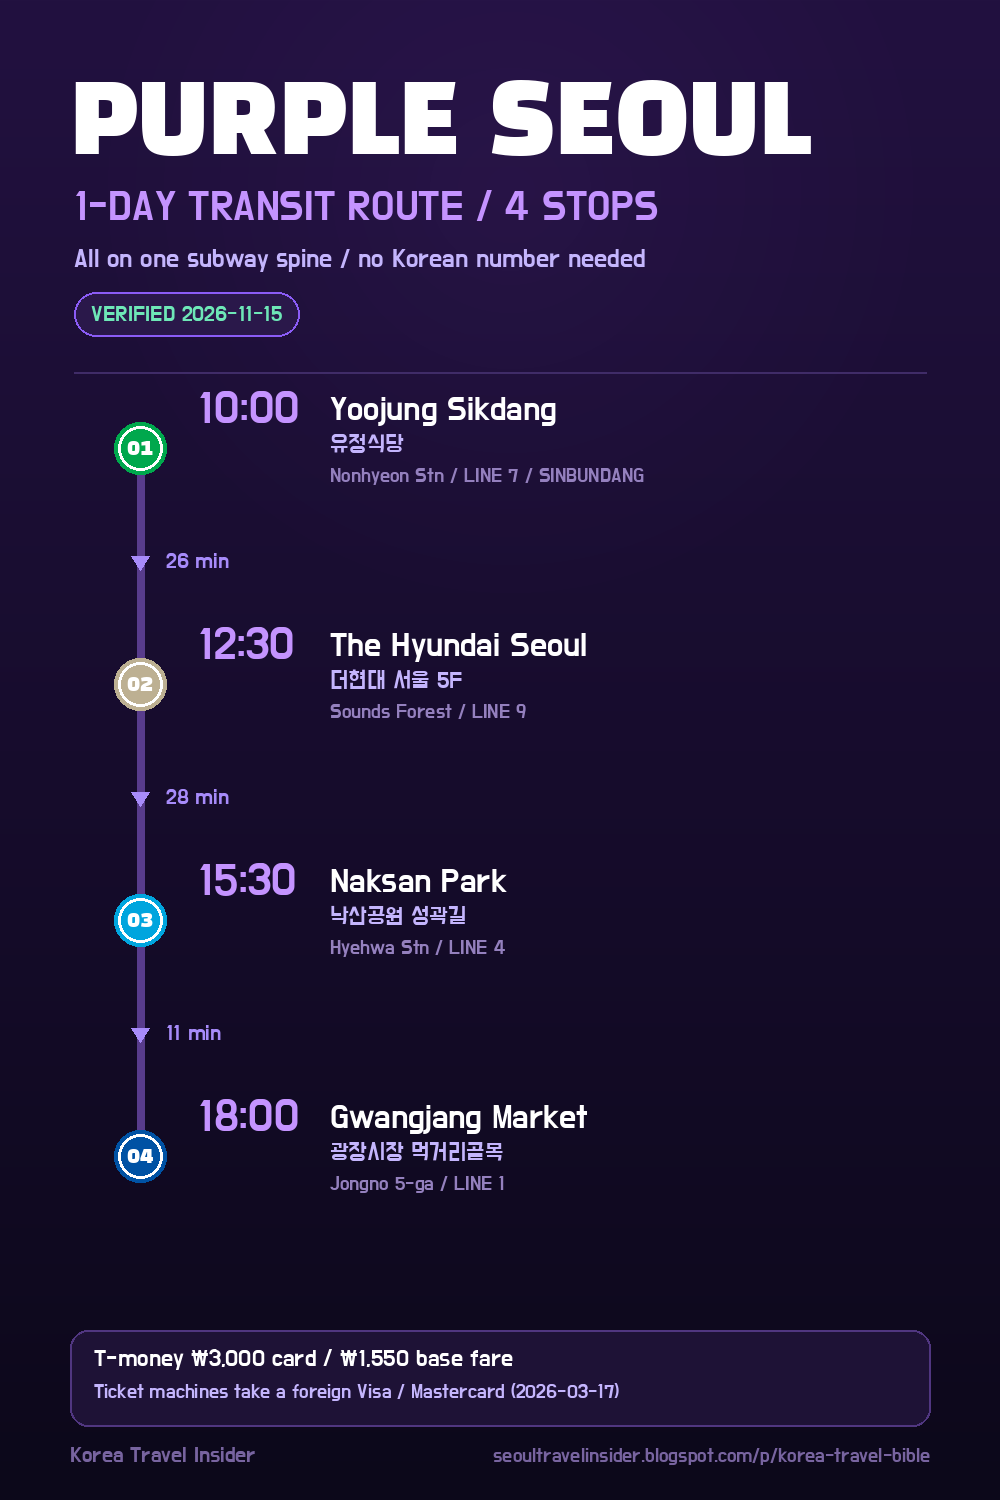 PURPLE SEOUL
1-DAY TRANSIT ROUTE / 4 STOPS
All on one subway spine / no Korean number needed
VERIFIED 2026-11-15
10:00 Yoojung Sikdang
유정식당
01
Nonhyeon Stn / LINE 7 / SINBUNDANG
26 min
12:30 The Hyundai Seoul
더현대 서울 5F
02
Sounds Forest / LINE 9
28 min
15:30 Naksan Park
낙산공원 성곽길
03
Hyehwa Stn / LINE 4
11 min
18:00 Gwangjang Market
광장시장 먹거리골목
04
Jongno 5-ga / LINE 1
T-money ₩3,000 card / ₩1,550 base fare
Ticket machines take a foreign Visa / Mastercard (2026-03-17)
Korea Travel Insider
seoultravelinsider.blogspot.com/p/korea-travel-bible